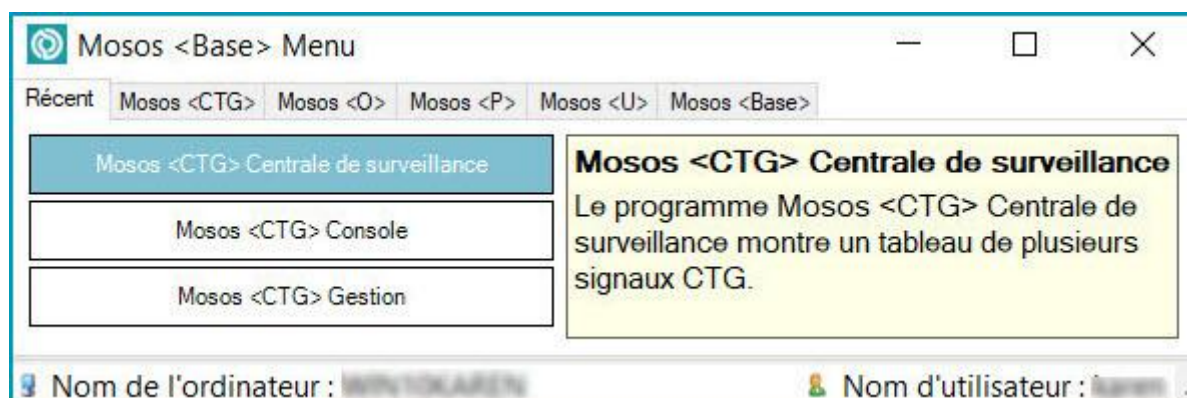 Mosos <Base> Menu
Récent Mosos <CTG> Mosos <O> Mosos <P> Mosos <U> Mosos <Base>
Mosos <CTG> Centrale de surveillance
Mosos <CTG> Console
Mosos <CTG> Gestion
Mosos <CTG> Centrale de surveillance
Le programme Mosos <CTG> Centrale de
surveillance montre un tableau de plusieurs
signaux CTG.
Nom de l'ordinateur :
Nom d'utilisateur :